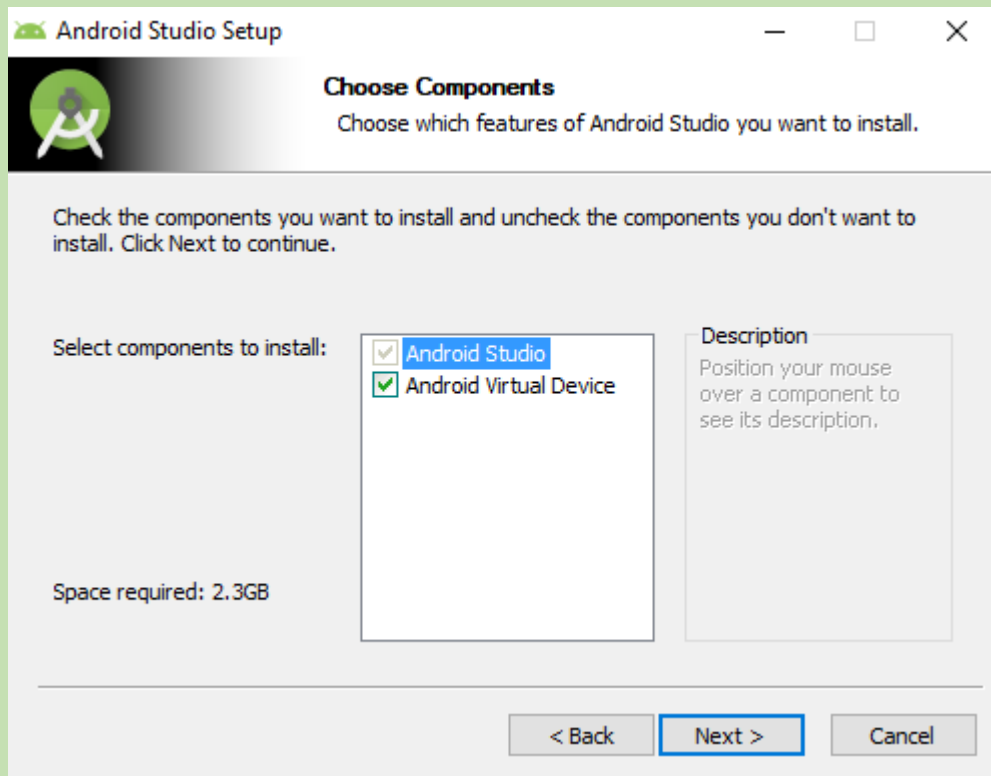 Android Studio Setup
Choose Components
Choose which features of Android Studio you want to install.
Check the components you want to install and uncheck the components you don't want to
install. Click Next to continue.
Select components to install:
Android Studio
Android Virtual Device
Description
Position your mouse
over a component to
see its description.
Space required: 2.3GB
< Back
Next >
Cancel